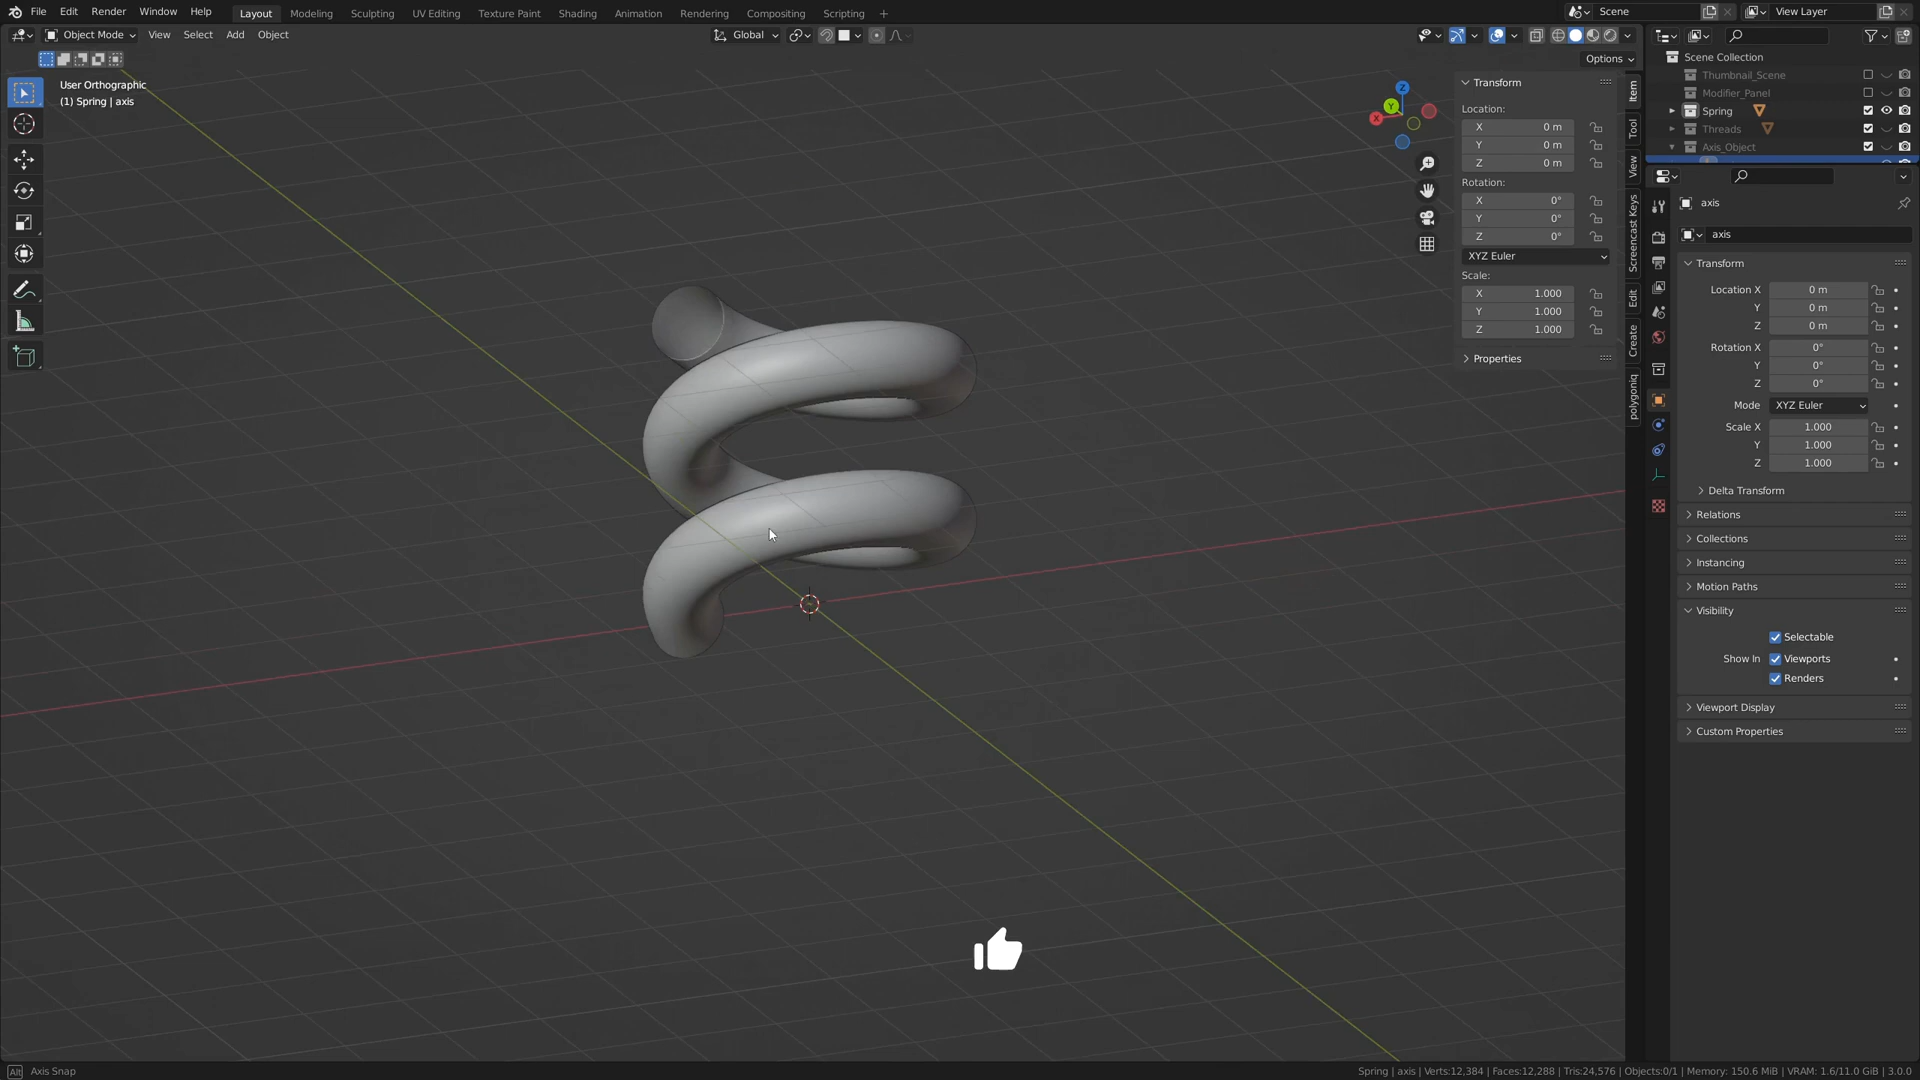 File Edit Render Window Help Layout Modeling Sculpting UV Editing Texture Paint Shading Animation Rendering Compositing Scripting + Scene View Layer
Object Mode View Select Add Object Global
Options
User Orthographic
(1) Spring | axis
Z
Y
X
Transform
Location:
X 0 m
Y 0 m
Z 0 m
Rotation:
X 0°
Y 0°
Z 0°
XYZ Euler
Scale:
X 1.000
Y 1.000
Z 1.000
Properties
Item
Tool
View
Screencast Keys
Edit
Create
polygoniq
Scene Collection
Thumbnail_Scene
Modifier_Panel
Spring
Threads
Axis_Object
axis
axis
Transform
Location X 0 m
Y 0 m
Z 0 m
Rotation X 0°
Y 0°
Z 0°
Mode XYZ Euler
Scale X 1.000
Y 1.000
Z 1.000
Delta Transform
Relations
Collections
Instancing
Motion Paths
Visibility
Selectable
Show In Viewports
Renders
Viewport Display
Custom Properties
Alt Axis Snap
Spring | axis | Verts:12,384 | Faces:12,288 | Tris:24,576 | Objects:0/1 | Memory: 150.6 MiB | VRAM: 1.6/11.0 GiB | 3.0.0